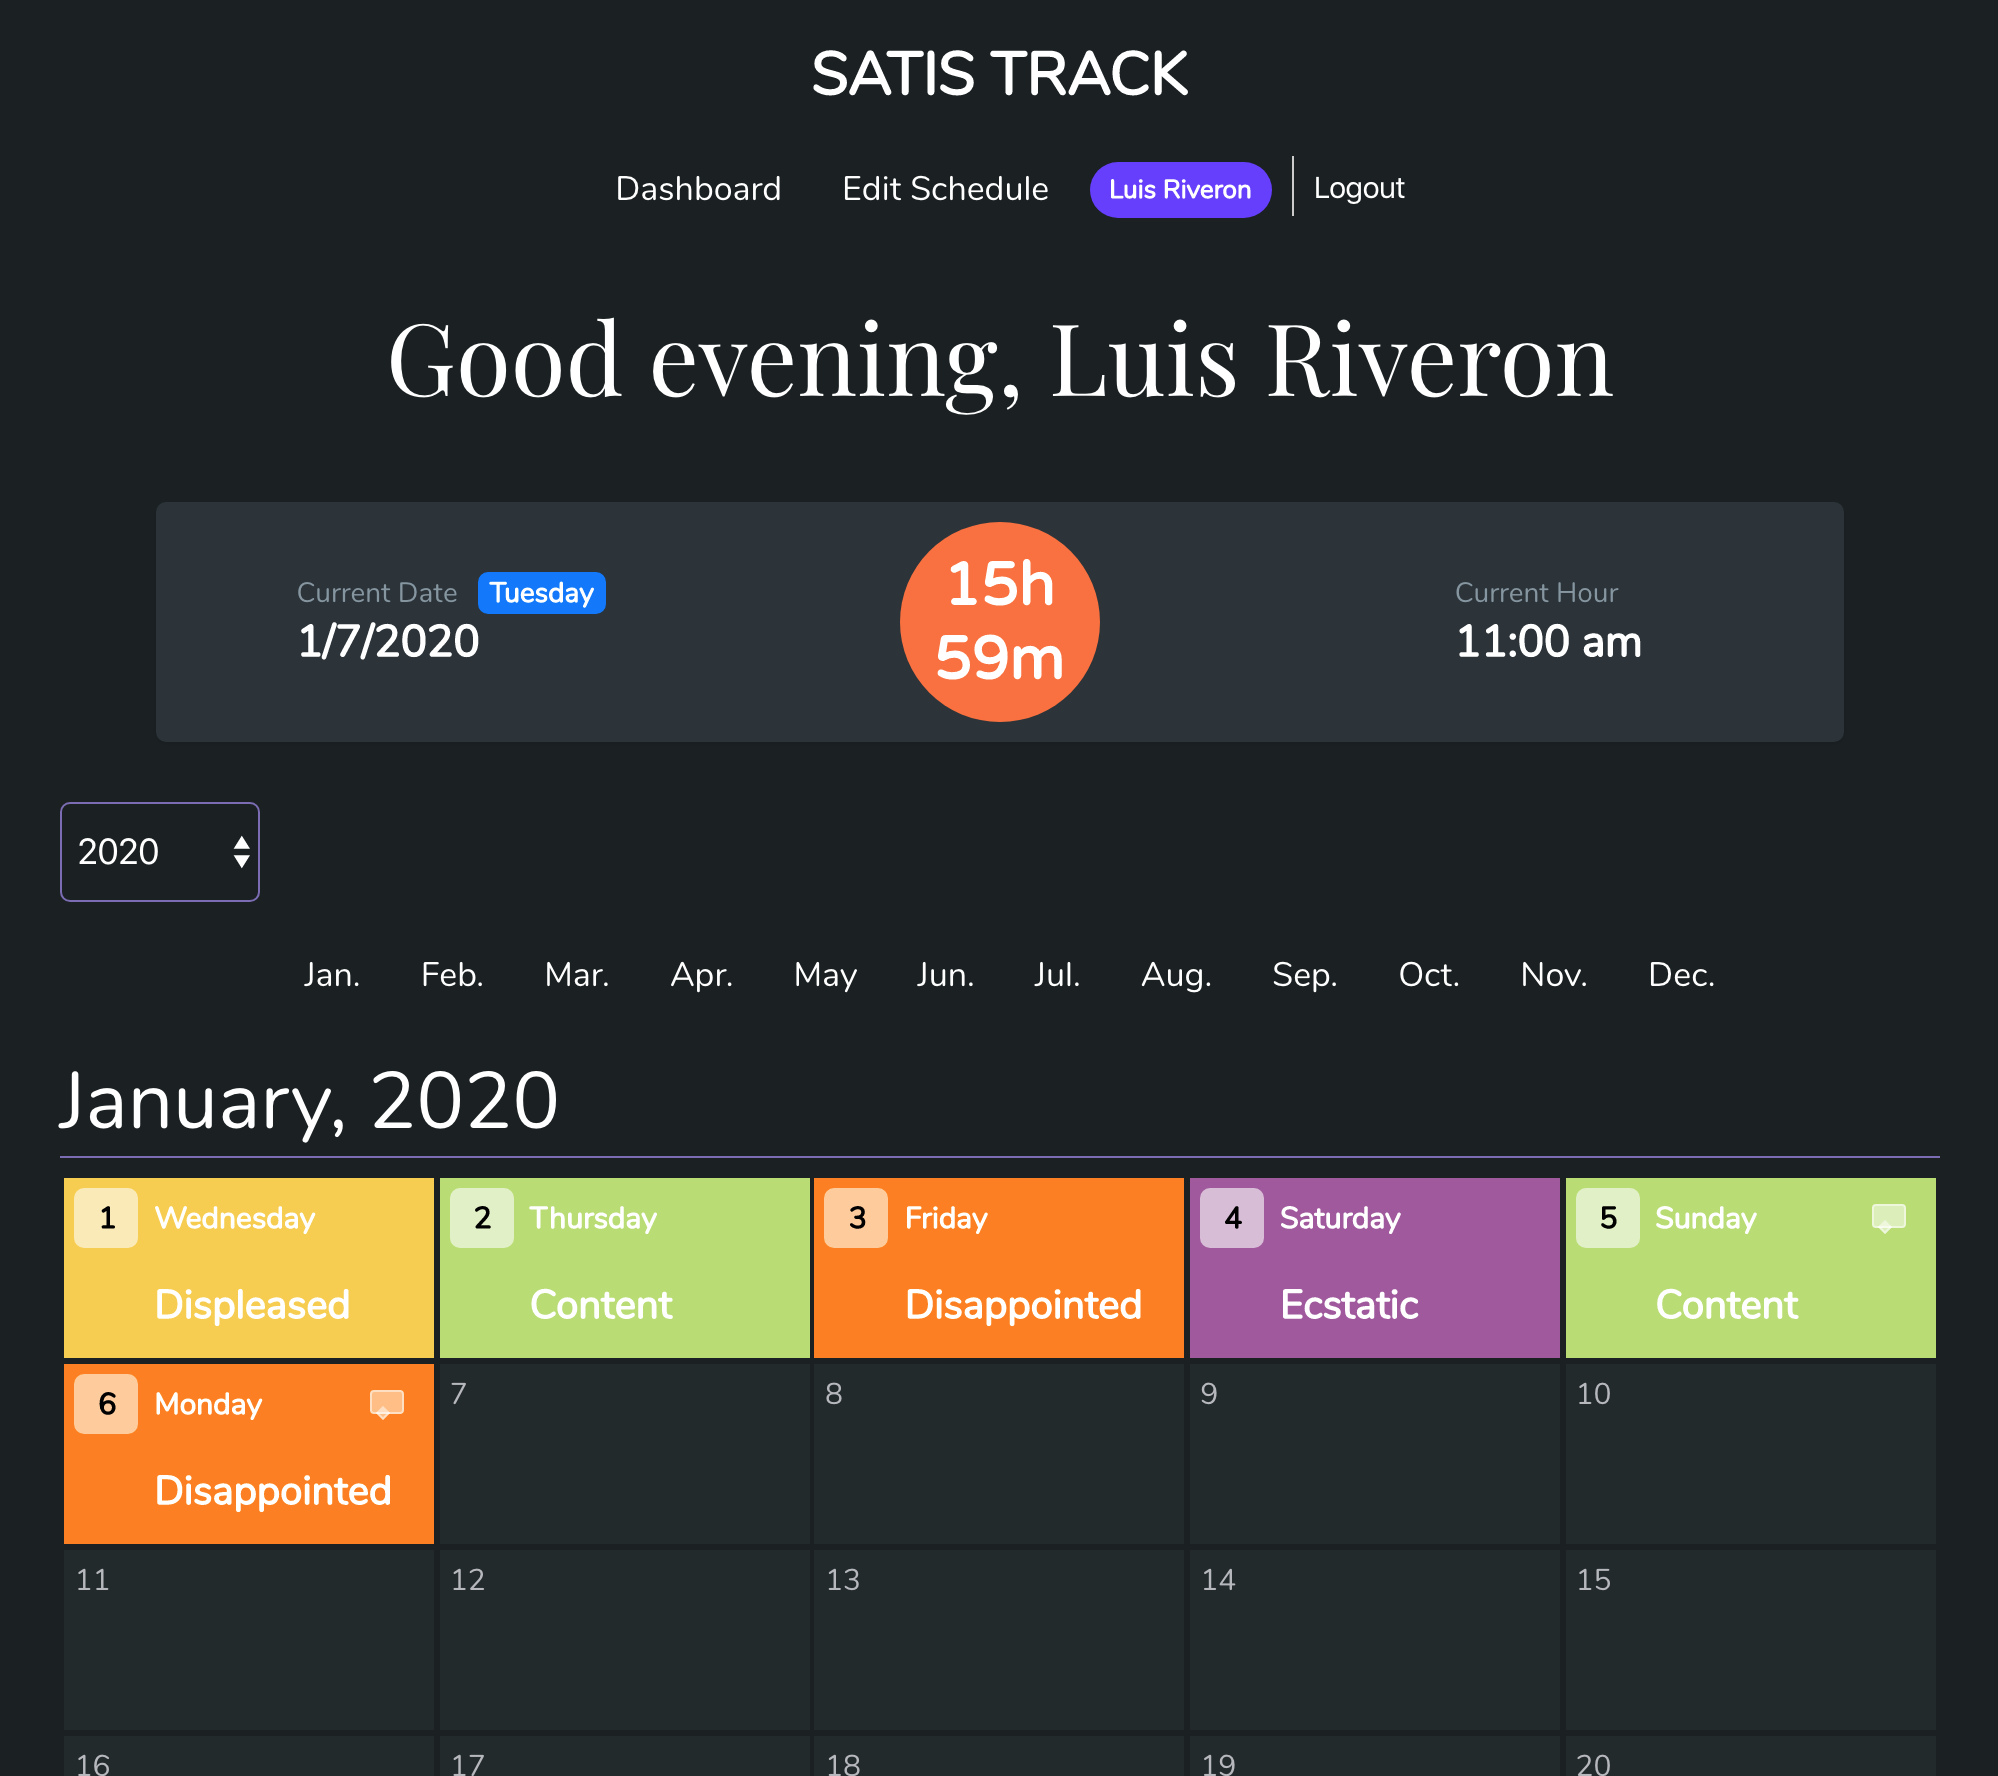 SATIS TRACK
Dashboard Edit Schedule Luis Riveron Logout
Good evening, Luis Riveron
Current Date Tuesday
1/7/2020
15h
59m
Current Hour
11:00 am
2020
Jan. Feb. Mar. Apr. May Jun. Jul. Aug. Sep. Oct. Nov. Dec.
January, 2020
1 Wednesday
Displeased
2 Thursday
Content
3 Friday
Disappointed
4 Saturday
Ecstatic
5 Sunday
Content
6 Monday
Disappointed
7
8
9
10
11
12
13
14
15
16
17
18
19
20